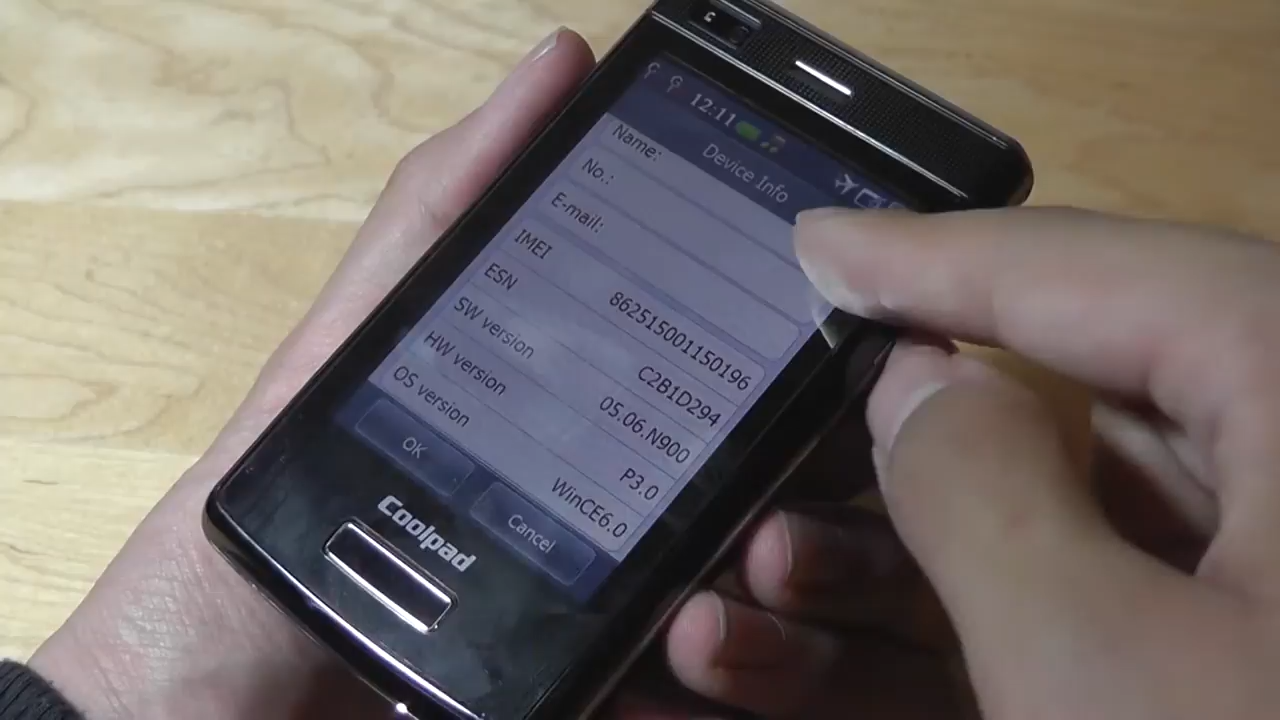 G G 12:11
Device Info
Name:
No.:
E-mail:
IMEI 862515001150196
ESN C2B1D294
SW version 05.06.N900
HW version P3.0
OS version WinCE6.0
OK Cancel
Coolpad